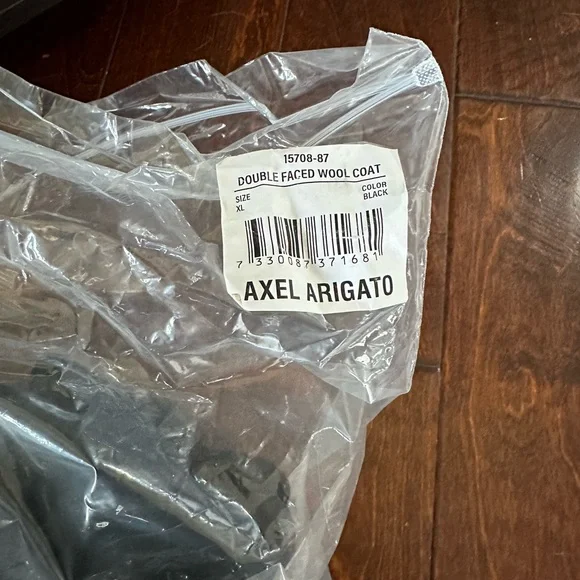 15708-87
DOUBLE FACED WOOL COAT
SIZE COLOR
XL BLACK
7 330087 371681
AXEL ARIGATO